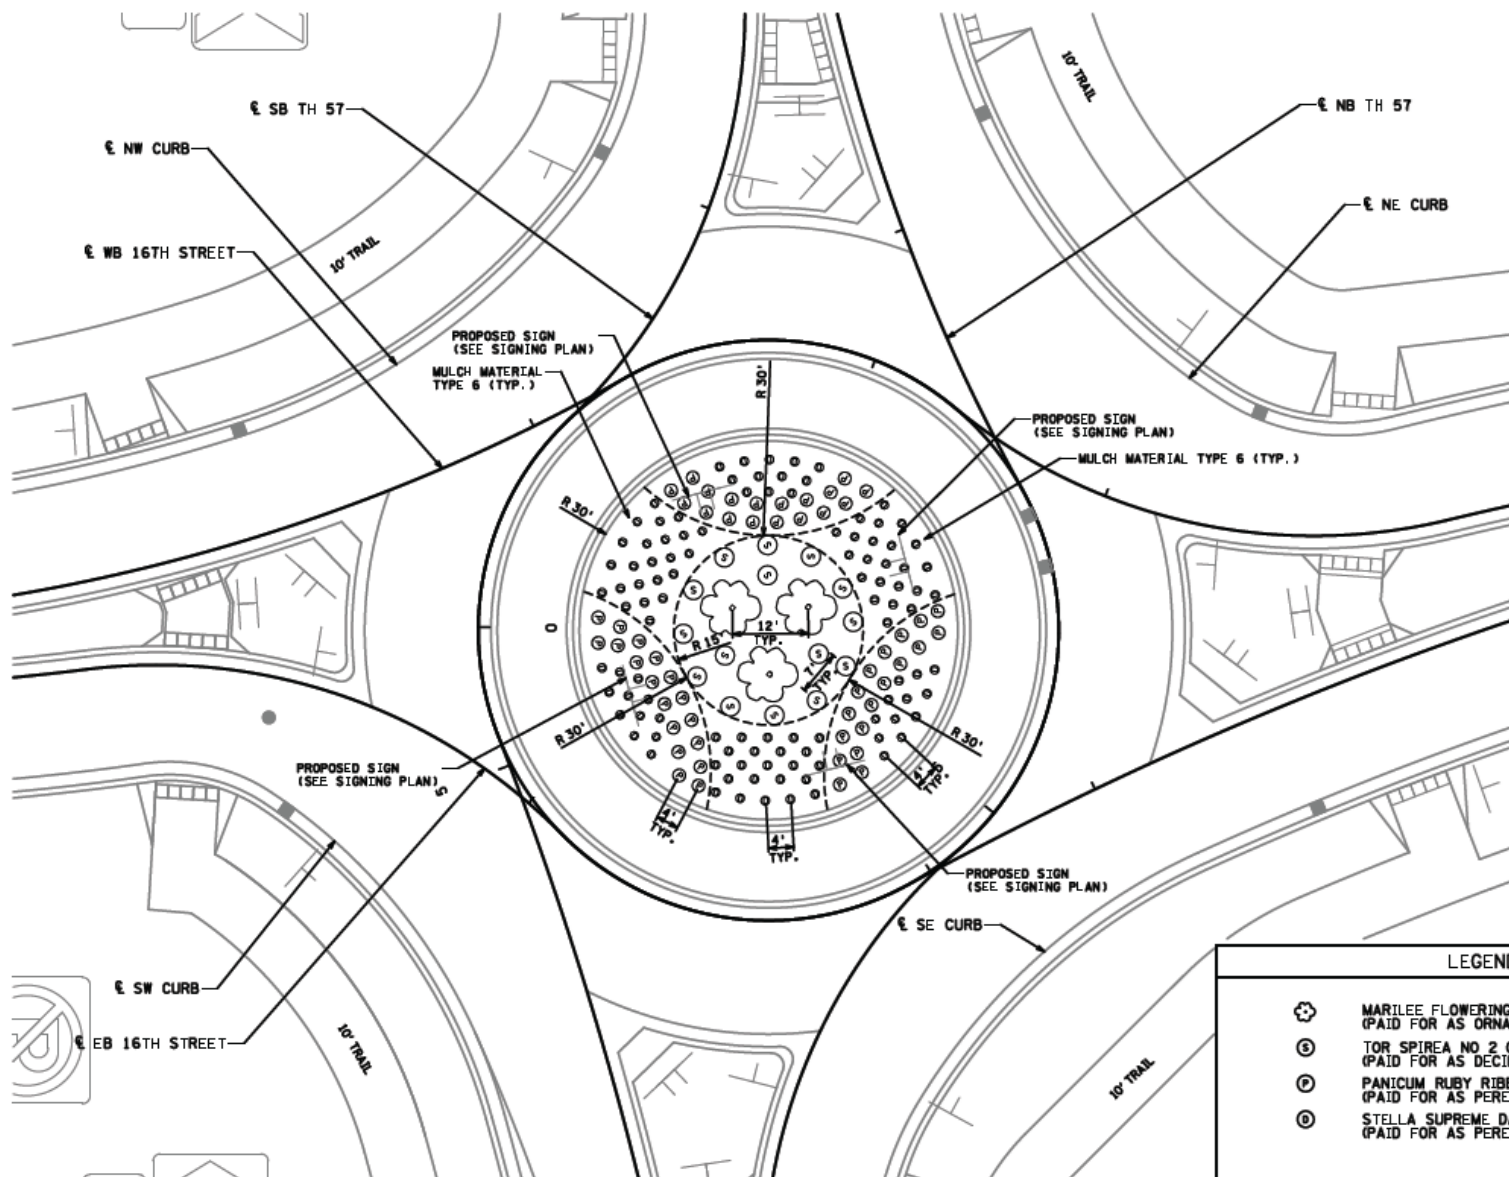 ℄ SB TH 57
℄ NB TH 57
10' TRAIL
℄ NW CURB
℄ NE CURB
℄ WB 16TH STREET
10' TRAIL
PROPOSED SIGN
(SEE SIGNING PLAN)
MULCH MATERIAL
TYPE 6 (TYP.)
R 30'
PROPOSED SIGN
(SEE SIGNING PLAN)
MULCH MATERIAL TYPE 6 (TYP.)
R 30'
12'
TYP.
R 15'
7'
TYP.
R 30'
R 30'
PROPOSED SIGN
(SEE SIGNING PLAN)
4'
TYP.
4'
TYP.
4'
TYP.
PROPOSED SIGN
(SEE SIGNING PLAN)
℄ SE CURB
℄ SW CURB
℄ EB 16TH STREET
10' TRAIL
10' TRAIL
LEGEN
MARILEE FLOWERING
(PAID FOR AS ORNA
S TOR SPIREA NO 2 (
(PAID FOR AS DECI
P PANICUM RUBY RIB
(PAID FOR AS PERE
D STELLA SUPREME D
(PAID FOR AS PERE